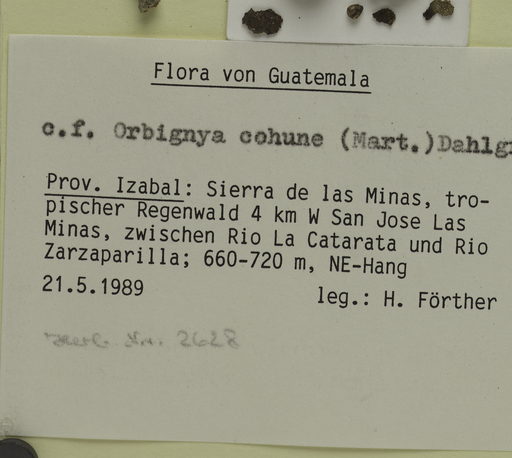 Flora von Guatemala
c.f. Orbignya cohune (Mart.)Dahlg
Prov. Izabal: Sierra de las Minas, tro-
pischer Regenwald 4 km W San Jose Las
Minas, zwischen Rio La Catarata und Rio
Zarzaparilla; 660-720 m, NE-Hang
21.5.1989 leg.: H. Förther
Herb. Nr. 2628